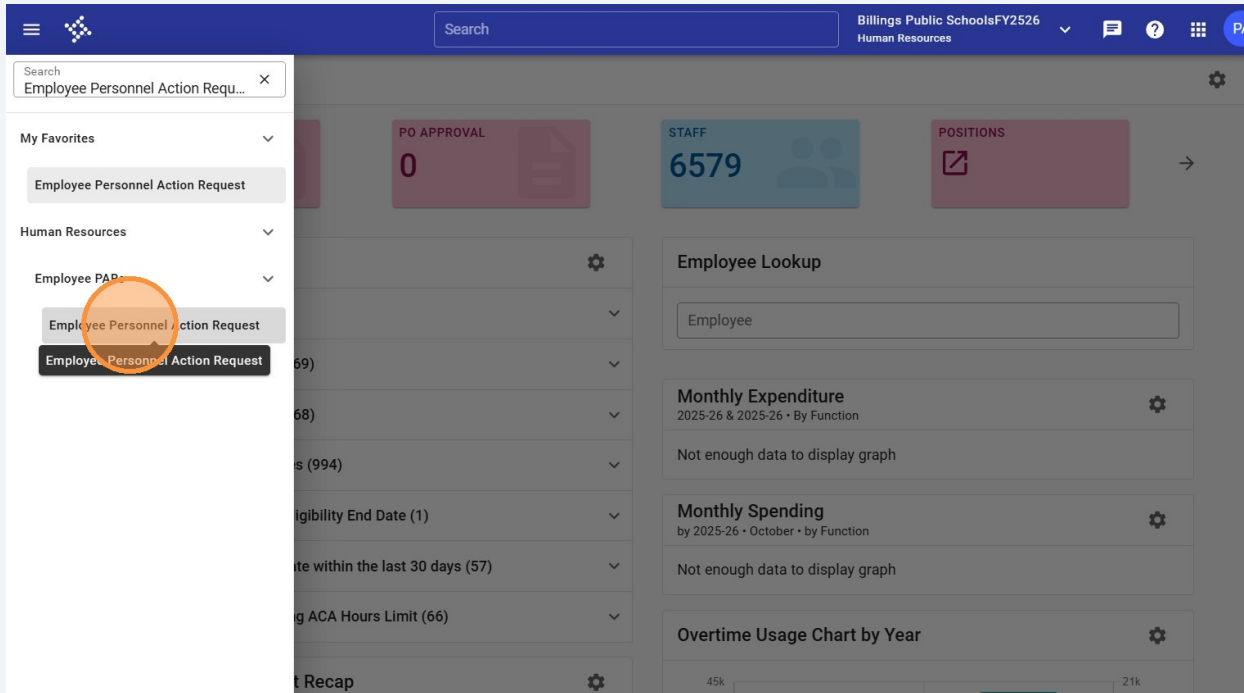 Search
Billings Public SchoolsFY2526
Human Resources
Search
Employee Personnel Action Requ...
My Favorites
Employee Personnel Action Request
Human Resources
Employee PARs
Employee Personnel Action Request
Employee Personnel Action Request
PO APPROVAL
0
STAFF
6579
POSITIONS
69)
68)
es (994)
igibility End Date (1)
ate within the last 30 days (57)
g ACA Hours Limit (66)
t Recap
Employee Lookup
Employee
Monthly Expenditure
2025-26 & 2025-26 • By Function
Not enough data to display graph
Monthly Spending
by 2025-26 • October • by Function
Not enough data to display graph
Overtime Usage Chart by Year
45k
21k